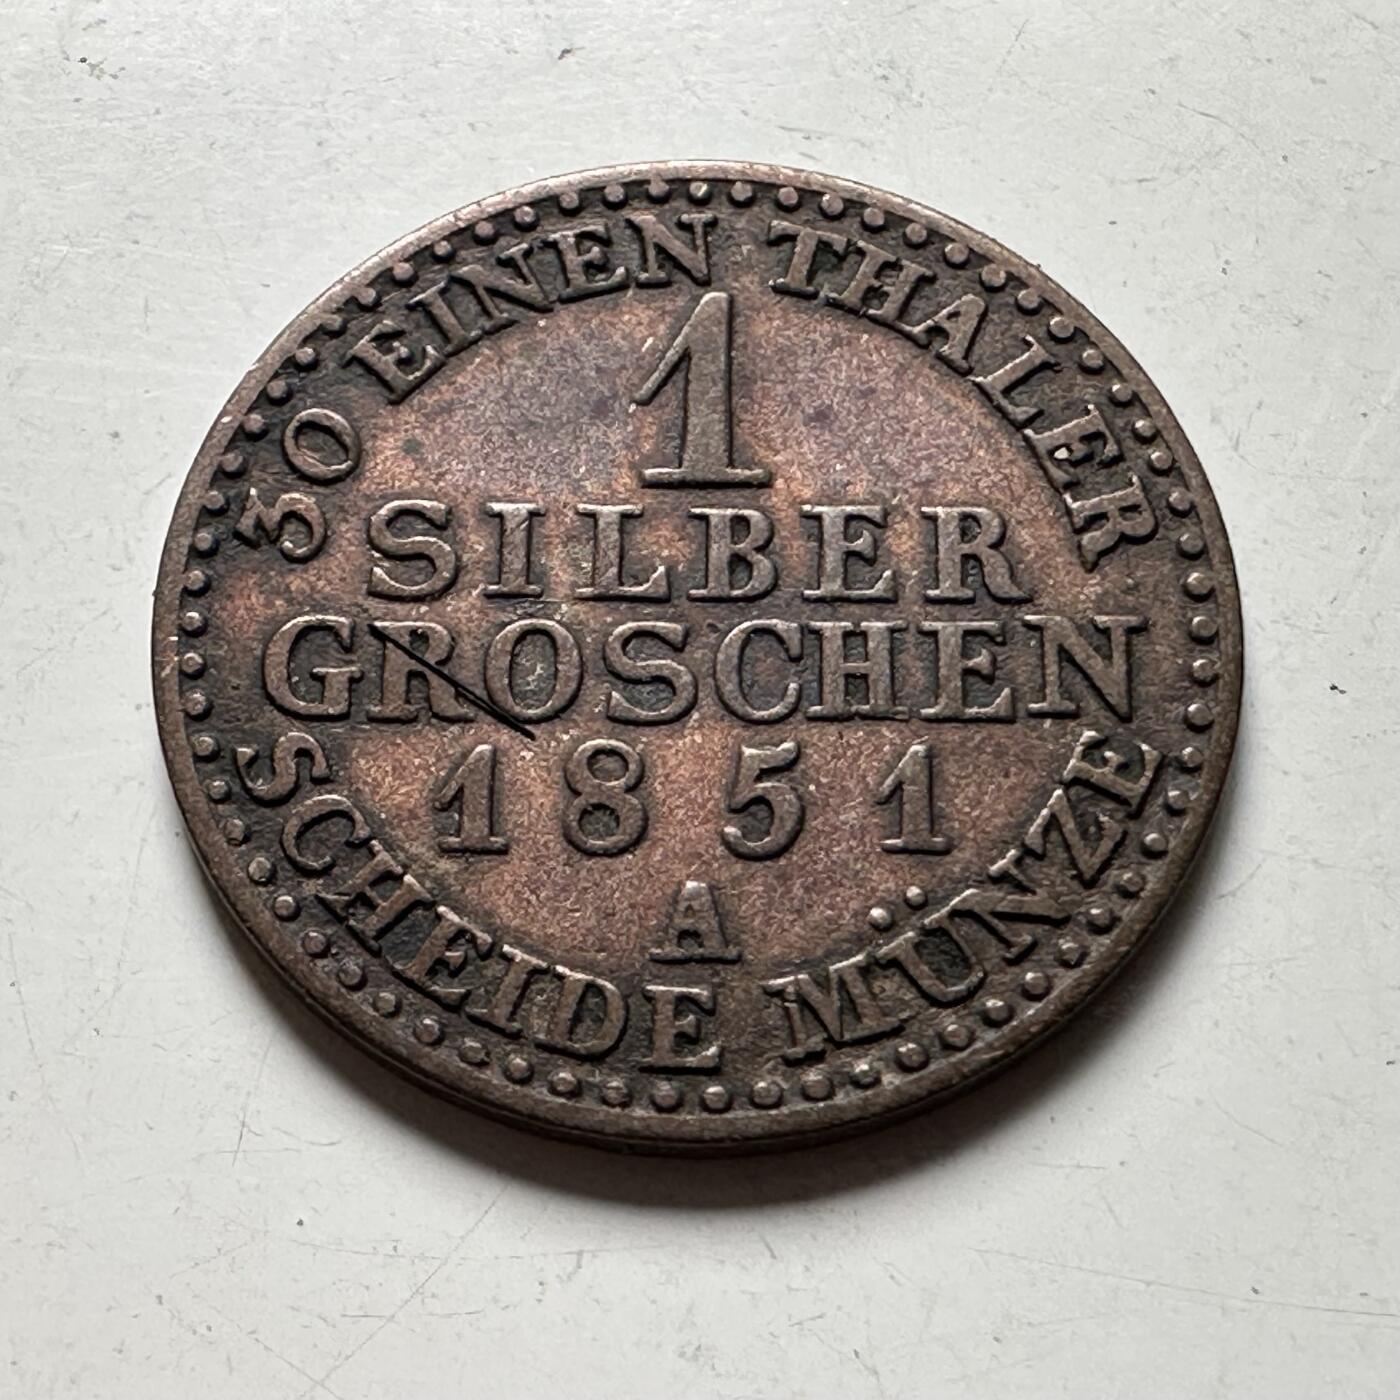 30 EINEN THALER
1
SILBER
GROSCHEN
1851
A
SCHEIDE MÜNZE